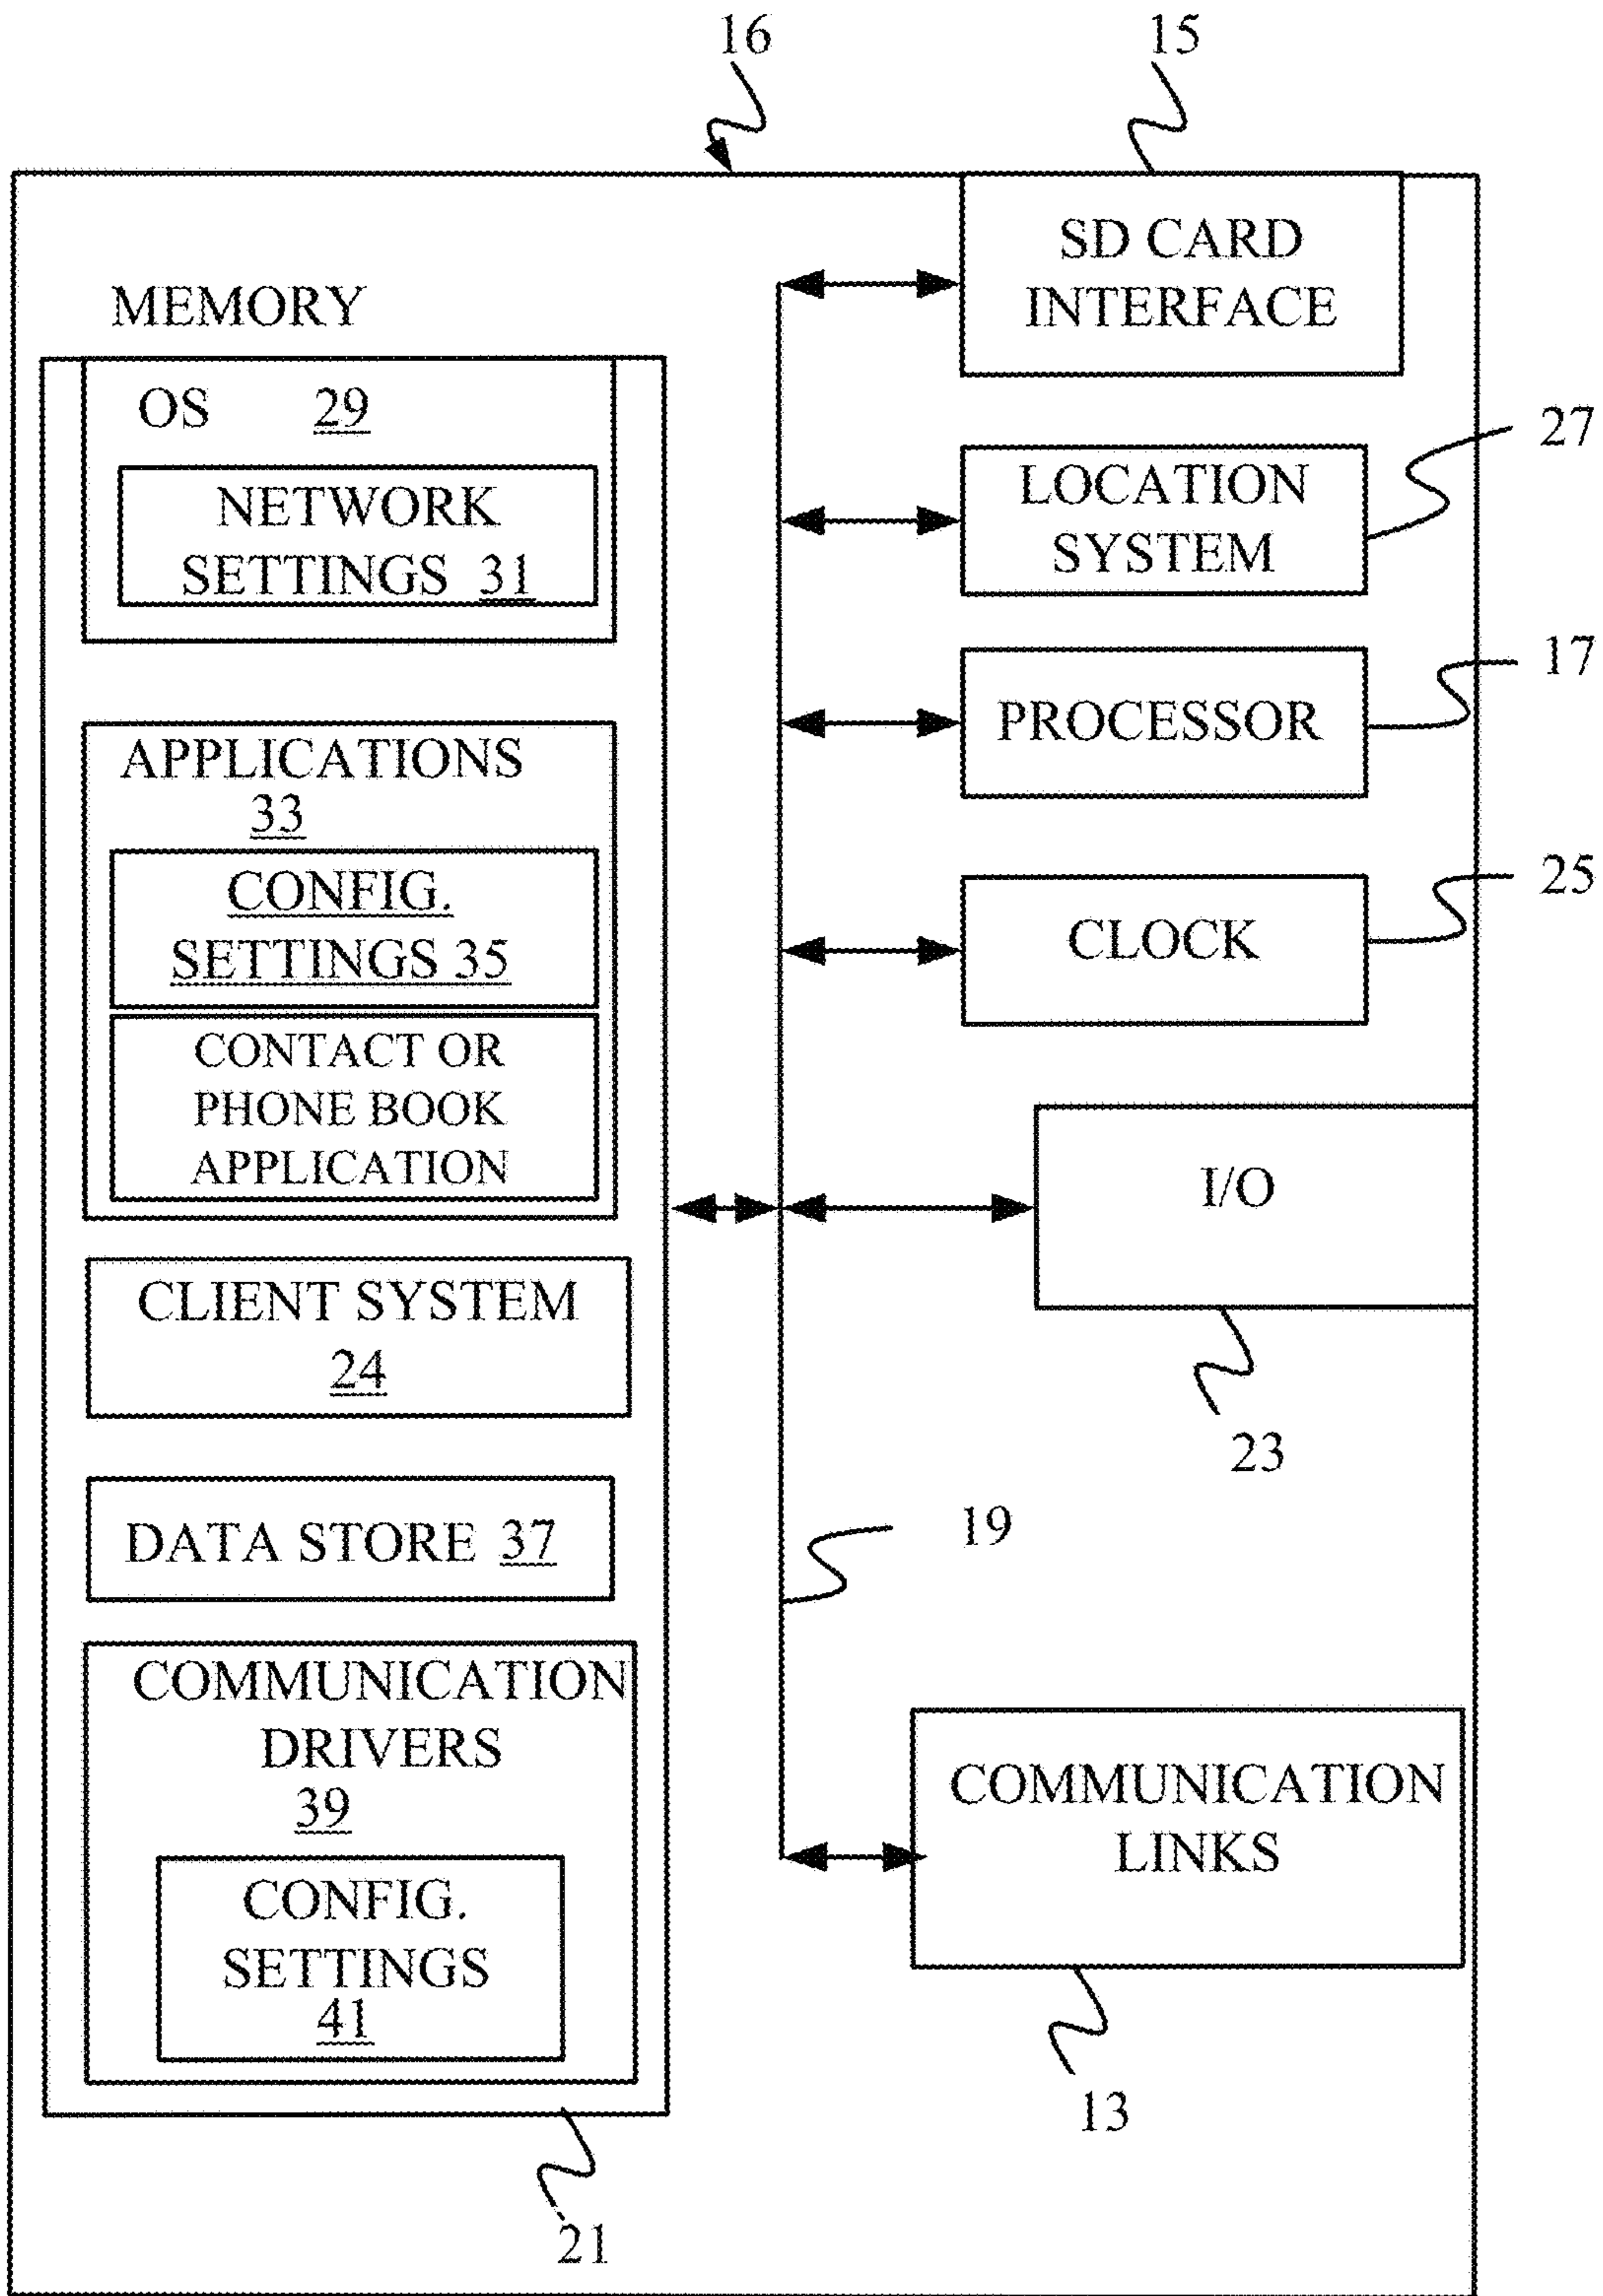 16
15
SD CARD
INTERFACE
MEMORY
OS 29
NETWORK
SETTINGS 31
LOCATION
SYSTEM
27
PROCESSOR
17
APPLICATIONS
33
CONFIG.
SETTINGS 35
CONTACT OR
PHONE BOOK
APPLICATION
CLOCK
25
I/O
23
CLIENT SYSTEM
24
DATA STORE 37
19
COMMUNICATION
DRIVERS
39
CONFIG.
SETTINGS
41
COMMUNICATION
LINKS
13
21